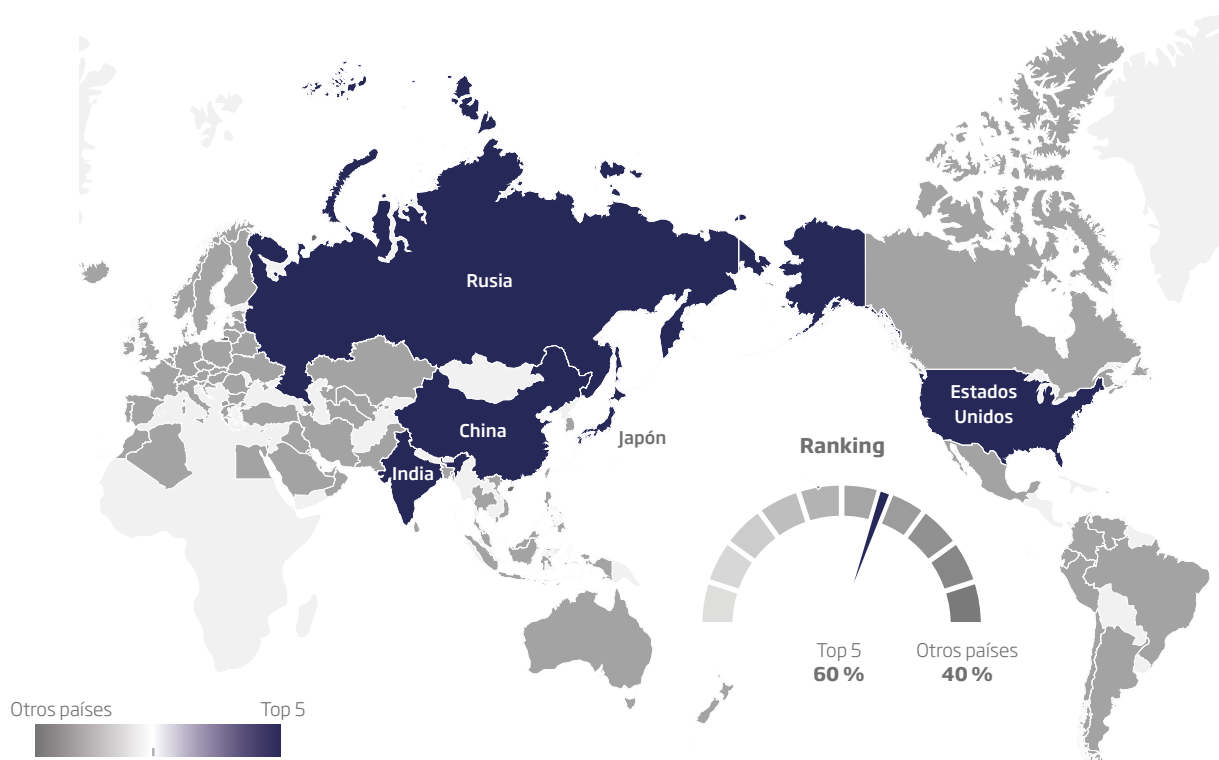 Rusia
Estados
Unidos
China
Japón
Ranking
India
Top 5
60 %
Otros países
40 %
Otros países
Top 5